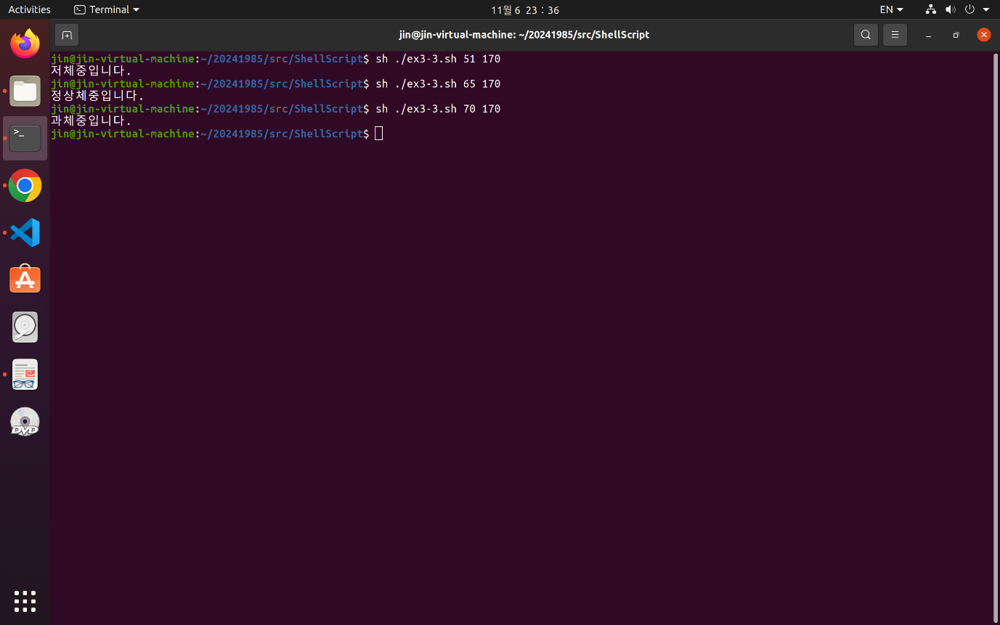 Activities Terminal 11월 6 23 : 36 EN
jin@jin-virtual-machine: ~/20241985/src/ShellScript
jin@jin-virtual-machine:~/20241985/src/ShellScript$ sh ./ex3-3.sh 51 170
저체중입니다.
jin@jin-virtual-machine:~/20241985/src/ShellScript$ sh ./ex3-3.sh 65 170
정상체중입니다.
jin@jin-virtual-machine:~/20241985/src/ShellScript$ sh ./ex3-3.sh 70 170
과체중입니다.
jin@jin-virtual-machine:~/20241985/src/ShellScript$
>_
A
DVD